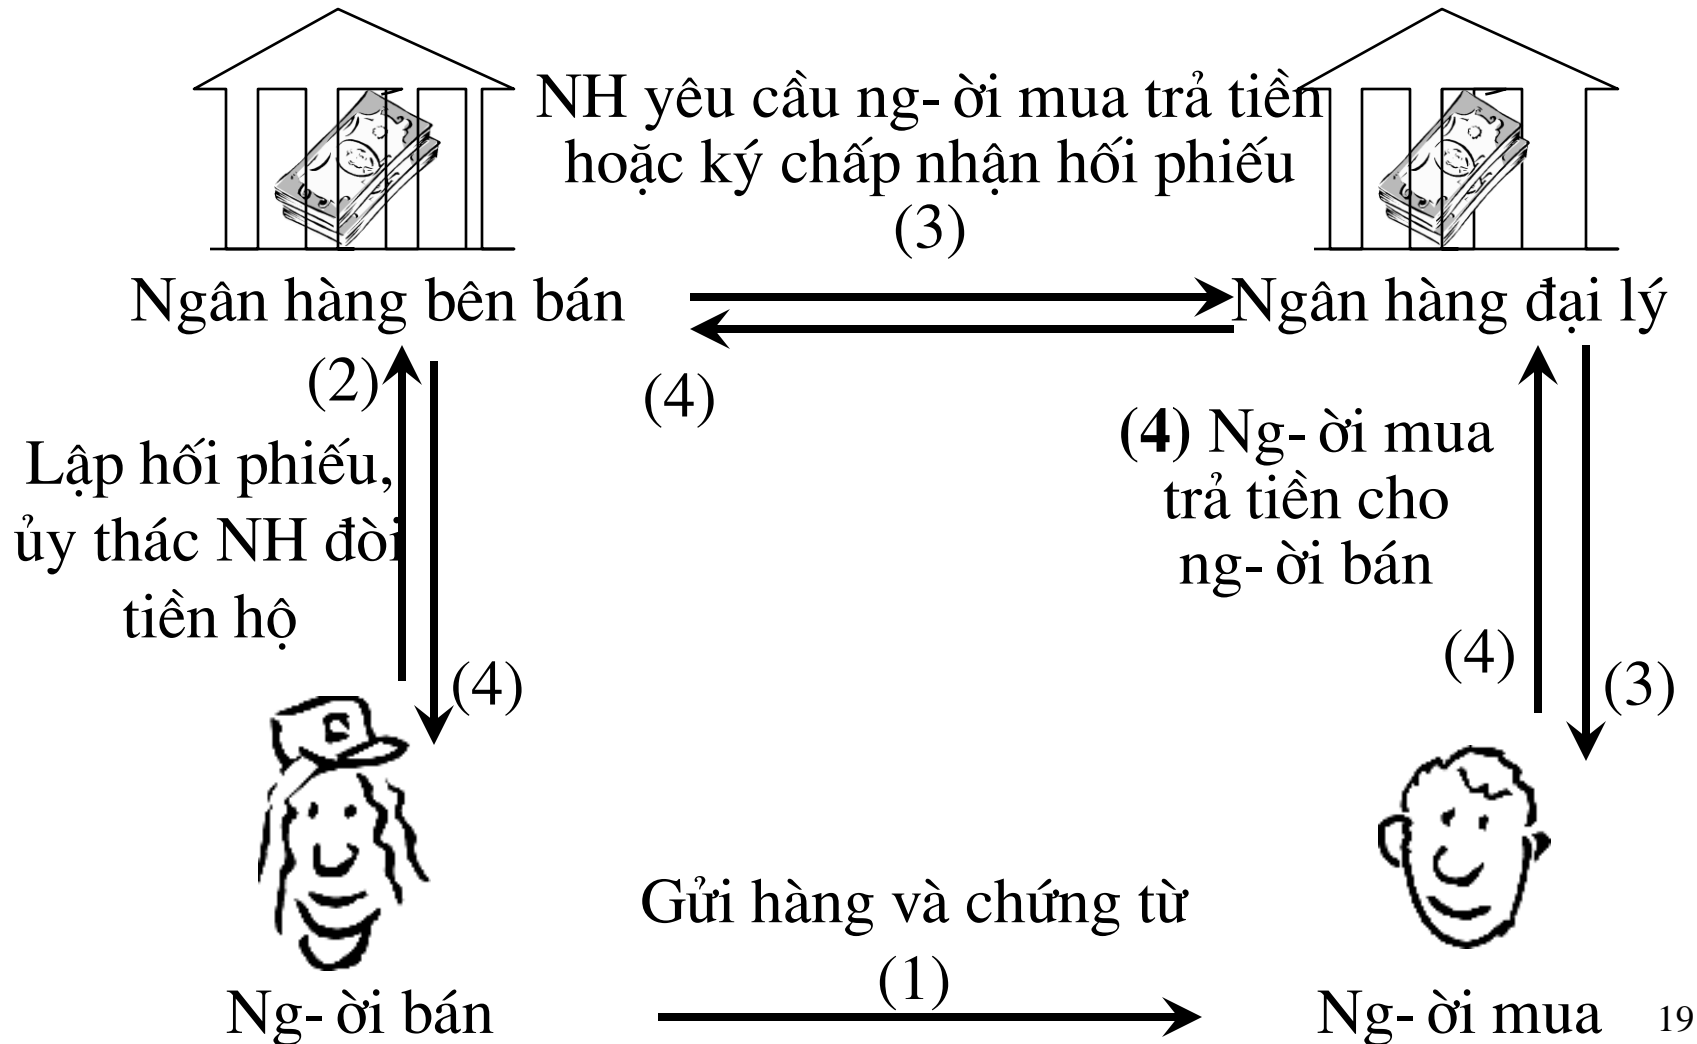 NH yêu cầu ng- ời mua trả tiền
hoặc ký chấp nhận hối phiếu
(3)
Ngân hàng bên bán
Ngân hàng đại lý
(2)
(4)
Lập hối phiếu,
ủy thác NH đòi
tiền hộ
(4) Ng- ời mua
trả tiền cho
ng- ời bán
(4)
(4)
(3)
Gửi hàng và chứng từ
(1)
Ng- ời bán
Ng- ời mua
19